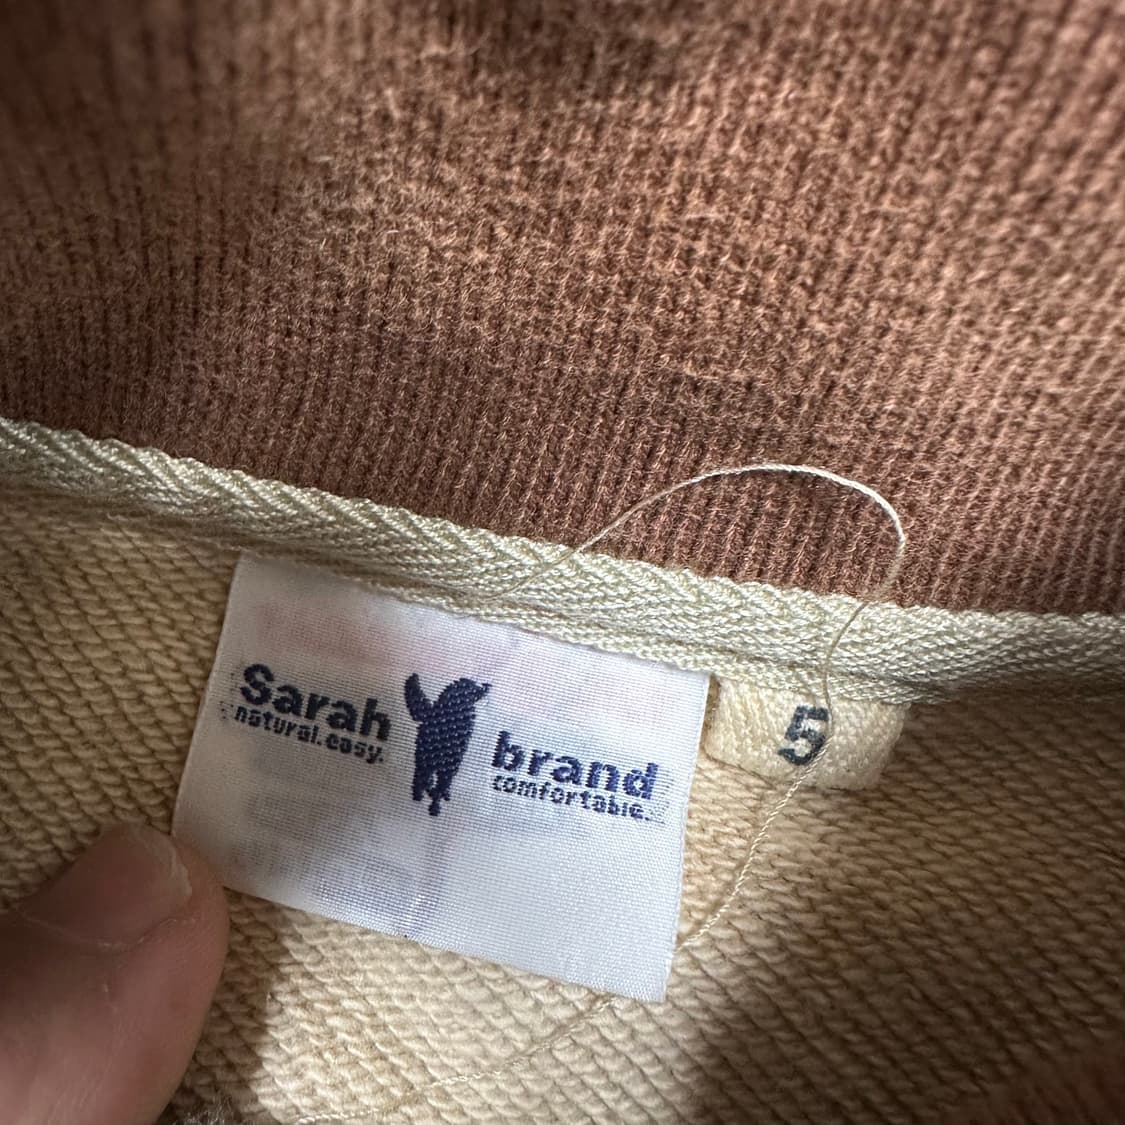 Sarah
natural.easy.
brand
comfortable.
5